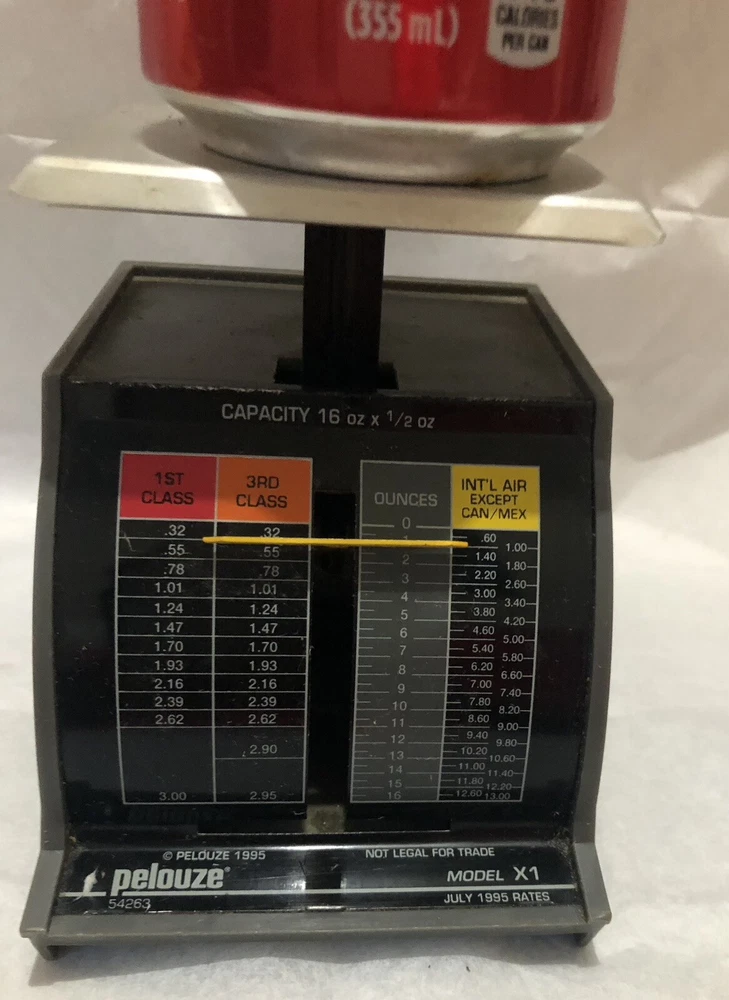 (355 mL)
CALORIES
PER CAN
CAPACITY 16 oz x 1/2 oz
1ST CLASS
3RD CLASS
OUNCES
INT'L AIR EXCEPT CAN/MEX
.32 .32 0 .60
1.00
.55 .55 2 1.40
1.80
.78 .78 3 2.20
2.60
1.01 1.01 4 3.00
3.40
1.24 1.24 5 3.80
4.20
1.47 1.47 6 4.60
5.00
1.70 1.70 7 5.40
5.80
1.93 1.93 8 6.20
6.60
2.16 2.16 9 7.00
7.40
2.39 2.39 10 7.80
8.20
2.62 2.62 11 8.60
9.00
12 9.40
9.80
2.90 13 10.20
10.60
14 11.00
11.40
15 11.80
12.20
3.00 2.95 16 12.60 13.00
© PELOUZE 1995 NOT LEGAL FOR TRADE
pelouze® MODEL X1
54263 JULY 1995 RATES